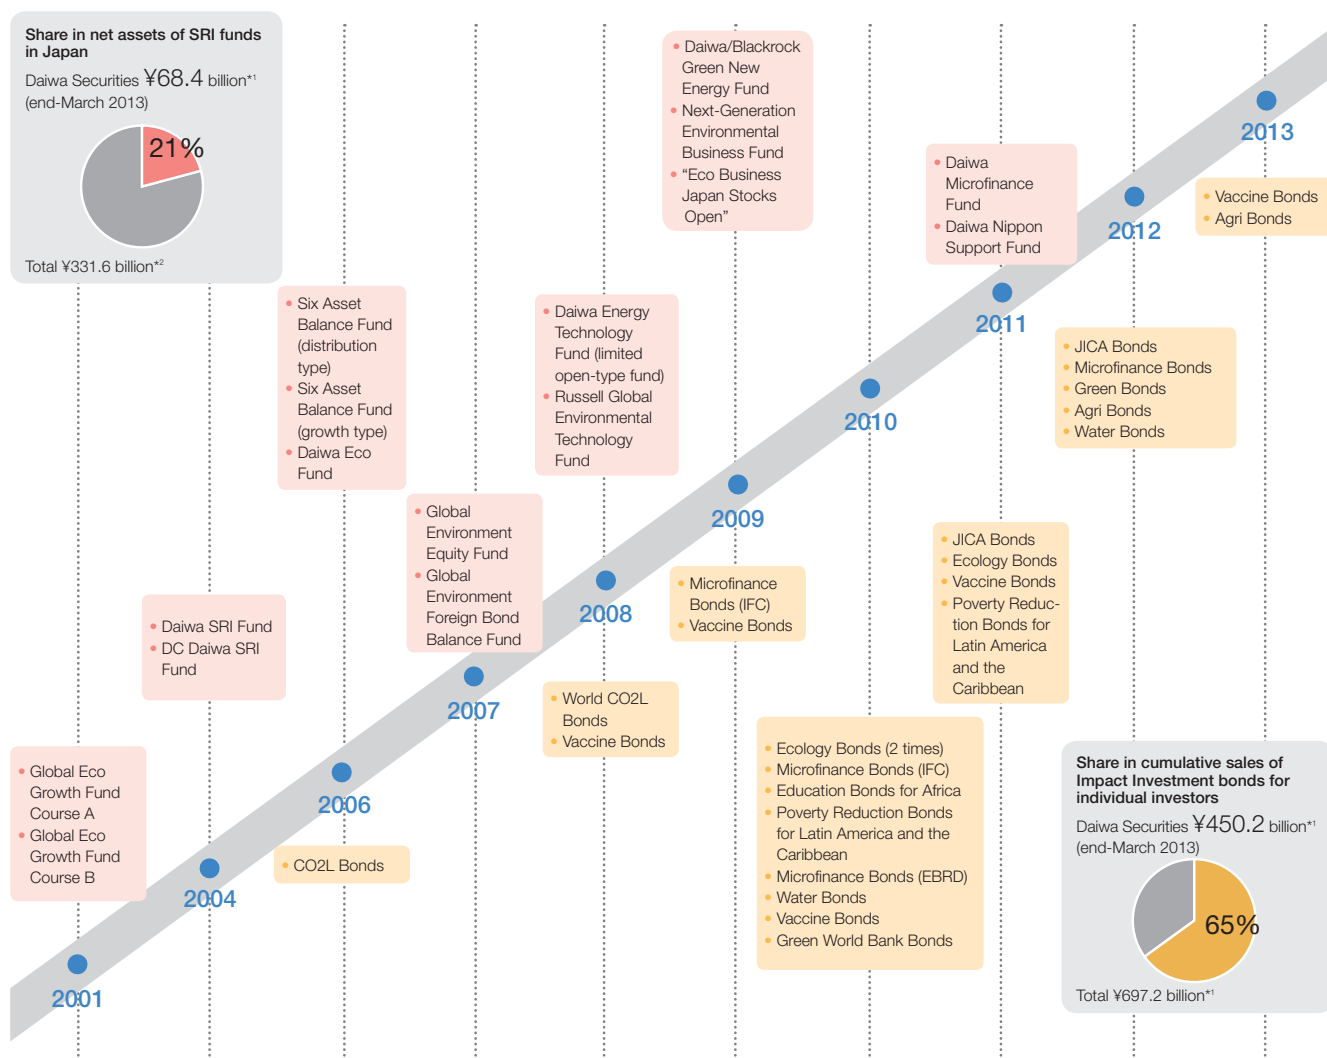 Share in net assets of SRI funds
in Japan
Daiwa Securities ¥68.4 billion*1
(end-March 2013)
21%
Total ¥331.6 billion*2
• Daiwa/Blackrock
Green New
Energy Fund
• Next-Generation
Environmental
Business Fund
• “Eco Business
Japan Stocks
Open”
2013
• Vaccine Bonds
• Agri Bonds
• Daiwa
Microfinance
Fund
• Daiwa Nippon
Support Fund
2012
• Six Asset
Balance Fund
(distribution
type)
• Six Asset
Balance Fund
(growth type)
• Daiwa Eco
Fund
• Daiwa Energy
Technology
Fund (limited
open-type fund)
• Russell Global
Environmental
Technology
Fund
2011
• JICA Bonds
• Microfinance Bonds
• Green Bonds
• Agri Bonds
• Water Bonds
2010
• Global
Environment
Equity Fund
• Global
Environment
Foreign Bond
Balance Fund
2009
• JICA Bonds
• Ecology Bonds
• Vaccine Bonds
• Poverty Reduc-
tion Bonds for
Latin America
and the
Caribbean
• Daiwa SRI Fund
• DC Daiwa SRI
Fund
2008
• Microfinance
Bonds (IFC)
• Vaccine Bonds
2007
• World CO2L
Bonds
• Vaccine Bonds
• Global Eco
Growth Fund
Course A
• Global Eco
Growth Fund
Course B
2006
• Ecology Bonds (2 times)
• Microfinance Bonds (IFC)
• Education Bonds for Africa
• Poverty Reduction Bonds
for Latin America and the
Caribbean
• Microfinance Bonds (EBRD)
• Water Bonds
• Vaccine Bonds
• Green World Bank Bonds
Share in cumulative sales of
Impact Investment bonds for
individual investors
Daiwa Securities ¥450.2 billion*1
(end-March 2013)
65%
Total ¥697.2 billion*1
2004
• CO2L Bonds
2001